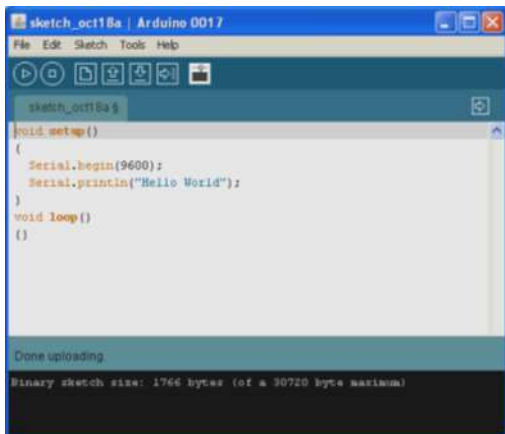 sketch_oct18a | Arduino 0017
File Edit Sketch Tools Help
sketch_oct18a §
void setup()
{
  Serial.begin(9600);
  Serial.println("Hello World");
}
void loop()
{}
Done uploading.
Binary sketch size: 1766 bytes (of a 30720 byte maximum)